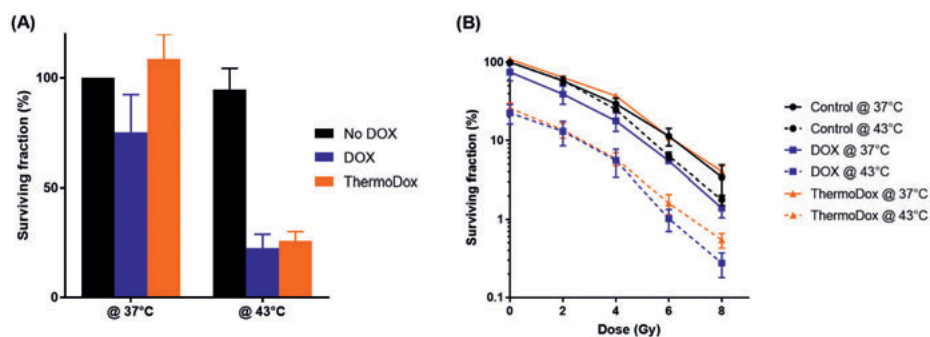 (A)
Surviving fraction (%)
100
50
0
No DOX
DOX
ThermoDox
@ 37°C
@ 43°C
(B)
Surviving fraction (%)
100
10
1
0.1
0
2
4
6
8
Dose (Gy)
Control @ 37°C
Control @ 43°C
DOX @ 37°C
DOX @ 43°C
ThermoDox @ 37°C
ThermoDox @ 43°C